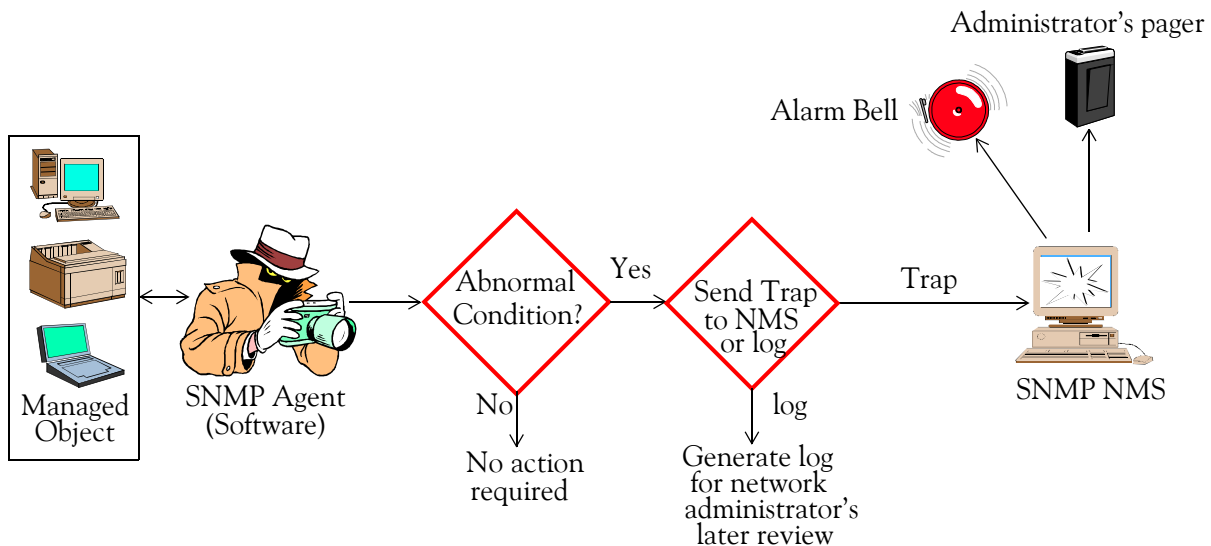 Administrator's pager
Alarm Bell
Managed
Object
SNMP Agent
(Software)
Abnormal
Condition?
Yes
No
No action
required
Send Trap
to NMS
or log
log
Generate log
for network
administrator's
later review
Trap
SNMP NMS